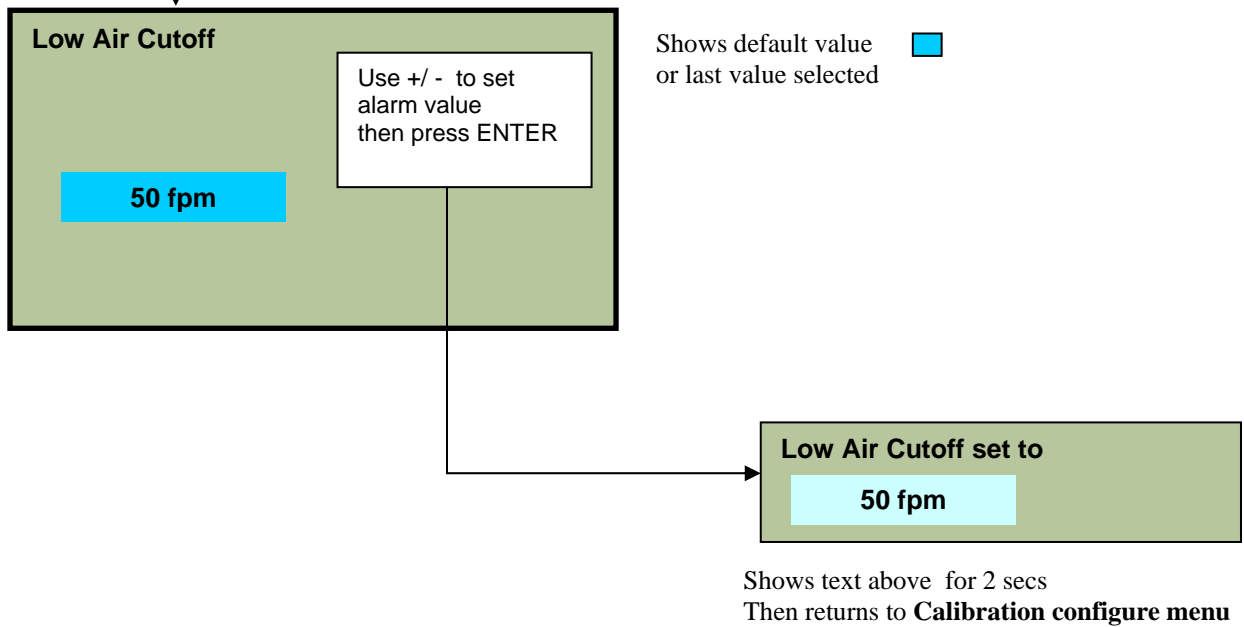 Low Air Cutoff
Use +/ - to set
alarm value
then press ENTER
50 fpm
Shows default value
or last value selected
Low Air Cutoff set to
50 fpm
Shows text above for 2 secs
Then returns to Calibration configure menu